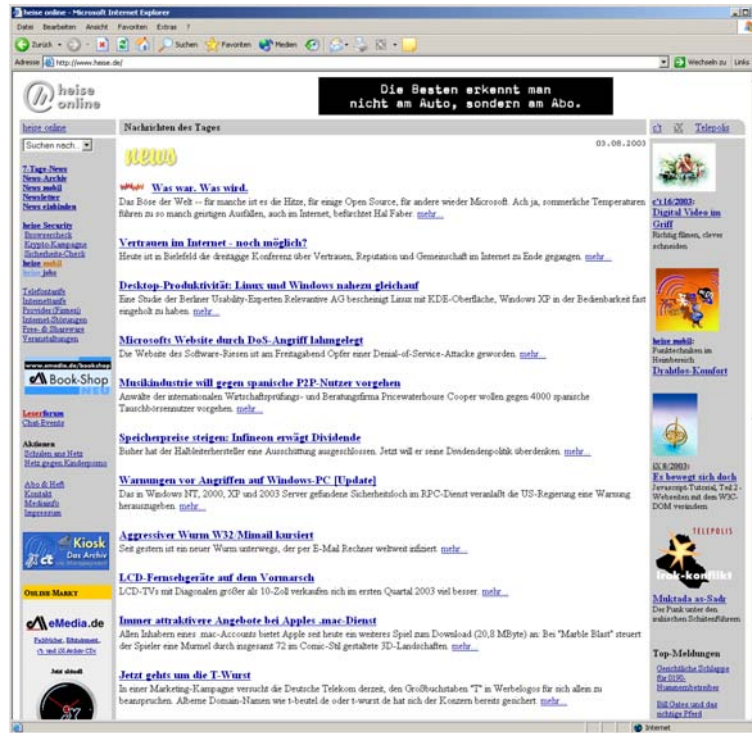 heise online - Microsoft Internet Explorer
Datei Bearbeiten Ansicht Favoriten Extras ?
Zurück Suchen Favoriten Medien
Adresse http://www.heise.de/ Wechseln zu Links
heise online
Die Besten erkennt man
nicht am Auto, sondern am Abo.
heise online
Nachrichten des Tages
c't iX Telepolis
Suchen nach...
7-Tage-News
News-Archiv
News mobil
Newsletter
News einbinden
heise Security
Browsercheck
Krypto-Kampagne
Sicherheits-Check
heise mobil
heise jobs
Telefontarife
Internettarife
Provider (Firmen)
Internet-Störungen
Free- & Shareware
Veranstaltungen
www.emedia.de/bookshop
Book-Shop
NEU
Leserforum
Chat-Events
Aktionen
Schulen ans Netz
Netz gegen Kinderporno
Abo & Heft
Kontakt
Mediainfo
Impressum
Kiosk
ct Das Archiv
ONLINE MARKT
eMedia.de
c't- und iX-Archiv-CDs
Jetzt aktuell
03.08.2003
news
Was war. Was wird.
Das Böse der Welt -- für manche ist es die Hitze, für einige Open Source, für andere wieder Microsoft. Ach ja, sommerliche Temperaturen
führen zu so manch geistigen Ausfällen, auch im Internet, befürchtet Hal Faber. mehr...
Vertrauen im Internet - noch möglich?
Heute ist in Bielefeld die dreitägige Konferenz über Vertrauen, Reputation und Gemeinschaft im Internet zu Ende gegangen. mehr...
Desktop-Produktivität: Linux und Windows nahezu gleichauf
Eine Studie der Berliner Usability-Experten Relevantive AG bescheinigt Linux mit KDE-Oberfläche, Windows XP in der Bedienbarkeit fast
eingeholt zu haben. mehr...
Microsofts Website durch DoS-Angriff lahmgelegt
Die Website des Software-Riesen ist am Freitagabend Opfer einer Denial-of-Service-Attacke geworden. mehr...
Musikindustrie will gegen spanische P2P-Nutzer vorgehen
Anwälte der internationalen Wirtschaftsprüfungs- und Beratungsfirma Pricewaterhouse Cooper wollen gegen 4000 spanische
Tauschbörsennutzer vorgehen. mehr...
Speicherpreise steigen: Infineon erwägt Dividende
Bisher hat der Halbleiterhersteller eine Ausschüttung ausgeschlossen. Jetzt will er seine Dividendenpolitik überdenken. mehr...
Warnungen vor Angriffen auf Windows-PC [Update]
Das in Windows NT, 2000, XP und 2003 Server gefundene Sicherheitsloch im RPC-Dienst veranlaßt die US-Regierung eine Warnung
herauszugeben. mehr...
Aggressiver Wurm W32/Mimail kursiert
Seit gestern ist ein neuer Wurm unterwegs, der per E-Mail Rechner weltweit infiziert. mehr...
LCD-Fernsehgeräte auf dem Vormarsch
LCD-TVs mit Diagonalen größer als 10-Zoll verkaufen sich im ersten Quartal 2003 viel besser. mehr...
Immer attraktivere Angebote bei Apples .mac-Dienst
Allen Inhabern eines .mac-Accounts bietet Apple seit heute ein weiteres Spiel zum Download (20,8 MByte) an: Bei "Marble Blast" steuert
der Spieler eine Murmel durch insgesamt 72 im Comic-Stil gestaltete 3D-Landschaften. mehr...
Jetzt gehts um die T-Wurst
In einer Marketing-Kampagne versucht die Deutsche Telekom derzeit, den Großbuchstaben "T" in Werbelogos für sich allein zu
beanspruchen. Alberne Domain-Namen wie t-beutel.de oder t-wurst.de hat sich der Konzern bereits gesichert. mehr...
c't 16/2003:
Digital Video im
Griff
Richtig filmen, clever
schneiden
heise mobil:
Funktechniken im
Heimbereich
Drahtlos-Komfort
iX 8/2003:
Es bewegt sich doch
Javascript-Tutorial, Teil 2 -
Webseiten mit dem W3C-
DOM verändern
TELEPOLIS
Irak-konflikt
Muktada as-Sadr
Der Punk unter den
irakischen Schiitenführern
Top-Meldungen
Gerichtliche Schlappe
für 0190-
Nummernbetreiber
Bill Gates und das
richtige Pferd
Internet